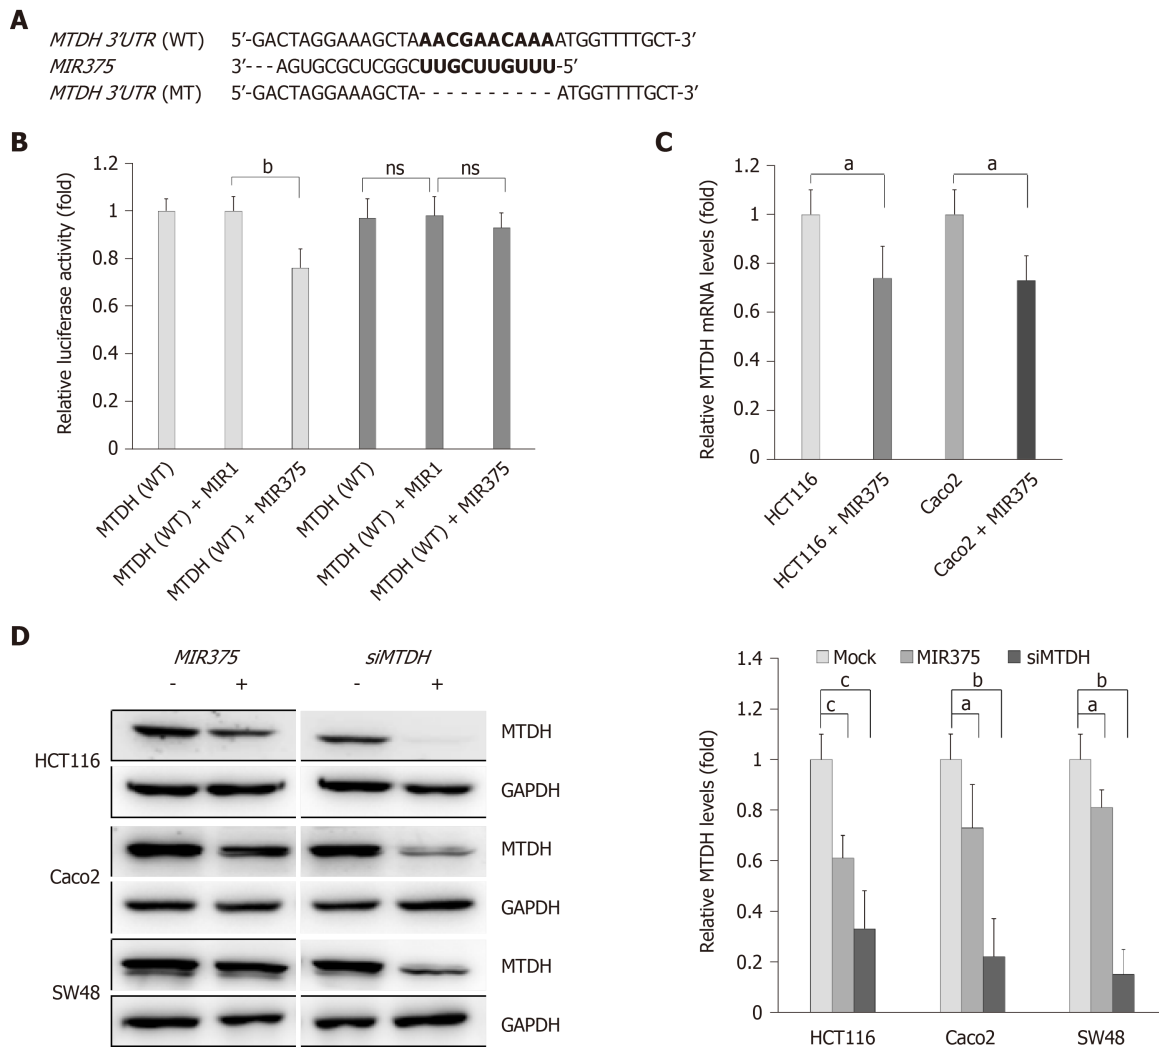 A
MTDH 3'UTR (WT) 5'-GACTAGGAAAGCTAAACGAACAAAATGGTTTTGCT-3'
MIR375 3'---AGUGCGCUCGGCUUGCUUGUUU-5'
MTDH 3'UTR (MT) 5'-GACTAGGAAAGCTA- - - - - - - - - - ATGGTTTTGCT-3'
B
Relative luciferase activity (fold)
1.2
1
0.8
0.6
0.4
0.2
0
b
ns
ns
MTDH (WT)
MTDH (WT) + MIR1
MTDH (WT) + MIR375
MTDH (WT)
MTDH (WT) + MIR1
MTDH (WT) + MIR375
C
Relative MTDH mRNA levels (fold)
1.2
1
0.8
0.6
0.4
0.2
0
a
a
HCT116
HCT116 + MIR375
Caco2
Caco2 + MIR375
D
MIR375 siMTDH
- + - +
HCT116
MTDH
GAPDH
Caco2
MTDH
GAPDH
SW48
MTDH
GAPDH
Relative MTDH levels (fold)
1.4
1.2
1
0.8
0.6
0.4
0.2
0
Mock MIR375 siMTDH
c
c
b
a
b
a
HCT116 Caco2 SW48